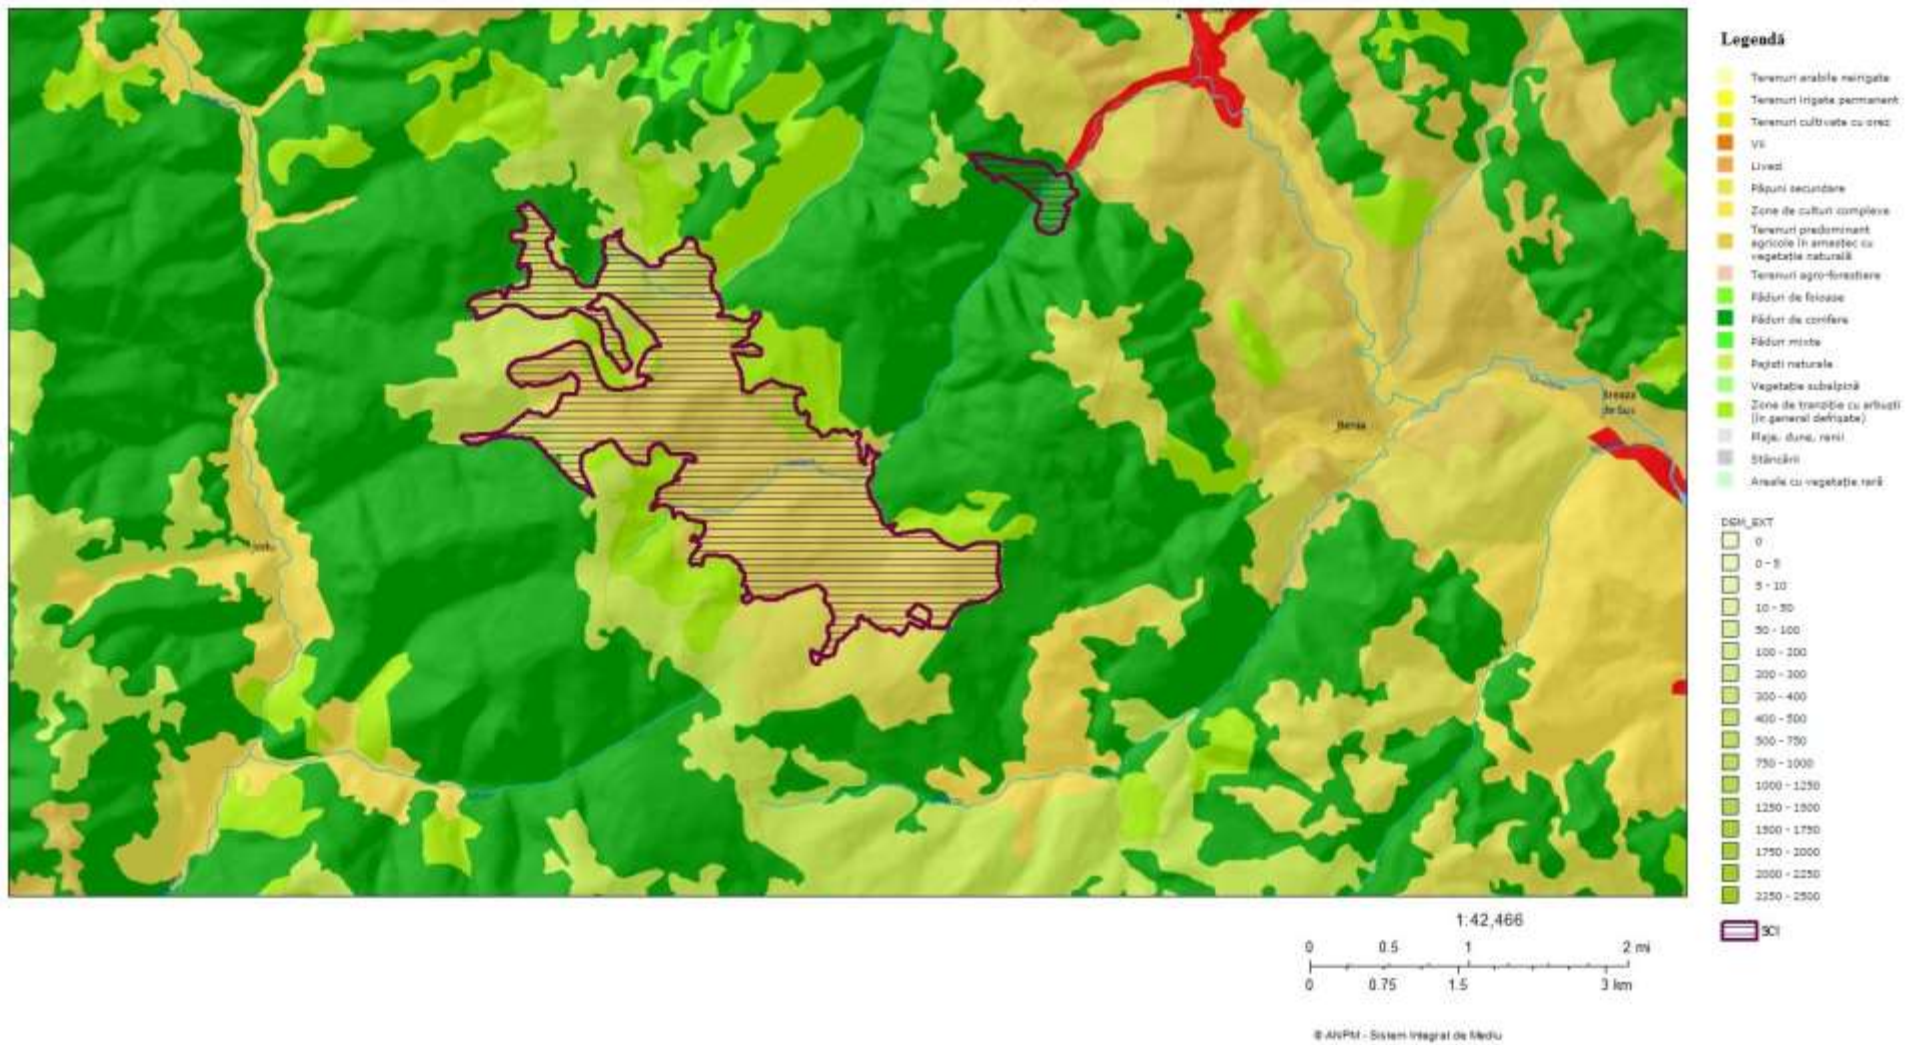 Benia
Breaza
de Sus
Legendă
Terenuri arabile neirigate
Terenuri irigate permanent
Terenuri cultivate cu orez
Vii
Livezi
Pășuni secundare
Zone de culturi complexe
Terenuri predominant
agricole în amestec cu
vegetație naturală
Terenuri agro-forestiere
Păduri de foioase
Păduri de conifere
Păduri mixte
Pajiști naturale
Vegetație subalpină
Zone de tranziție cu arbuști
(în general defrișate)
Plaje, dune, renii
Stâncării
Areale cu vegetație rară
DEM_EXT
0
0 - 5
5 - 10
10 - 50
50 - 100
100 - 200
200 - 300
300 - 400
400 - 500
500 - 750
750 - 1000
1000 - 1250
1250 - 1500
1500 - 1750
1750 - 2000
2000 - 2250
2250 - 2500
SCI
1:42,466
0 0.5 1 2 mi
0 0.75 1.5 3 km
© ANPM - Sistem Integrat de Mediu